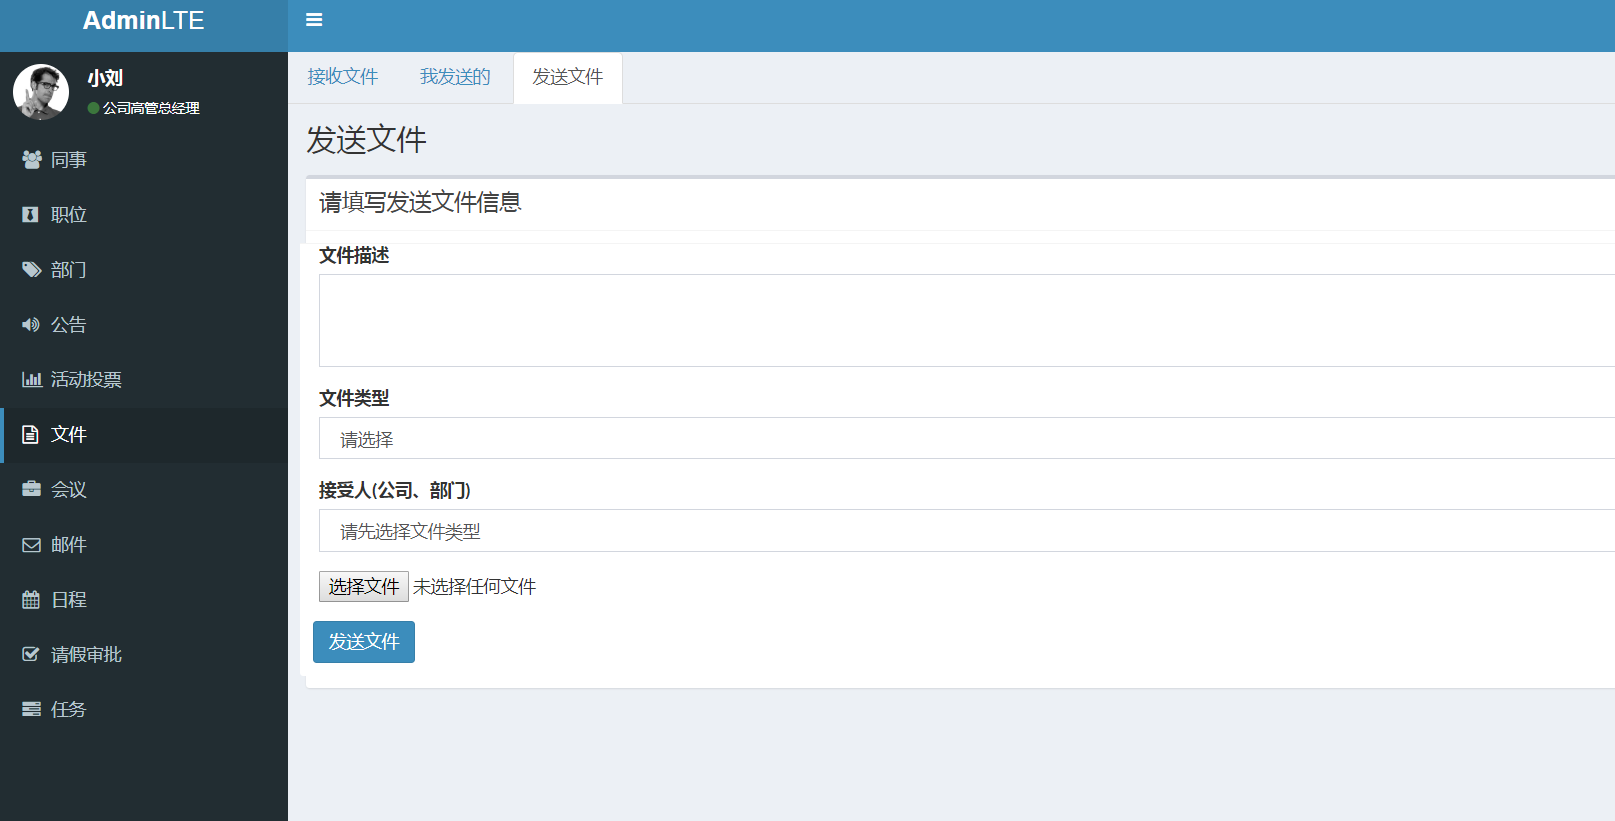 AdminLTE
小刘
公司高管总经理
同事
职位
部门
公告
活动投票
文件
会议
邮件
日程
请假审批
任务
接收文件 我发送的 发送文件
发送文件
请填写发送文件信息
文件描述
文件类型
请选择
接受人(公司、部门)
请先选择文件类型
选择文件 未选择任何文件
发送文件